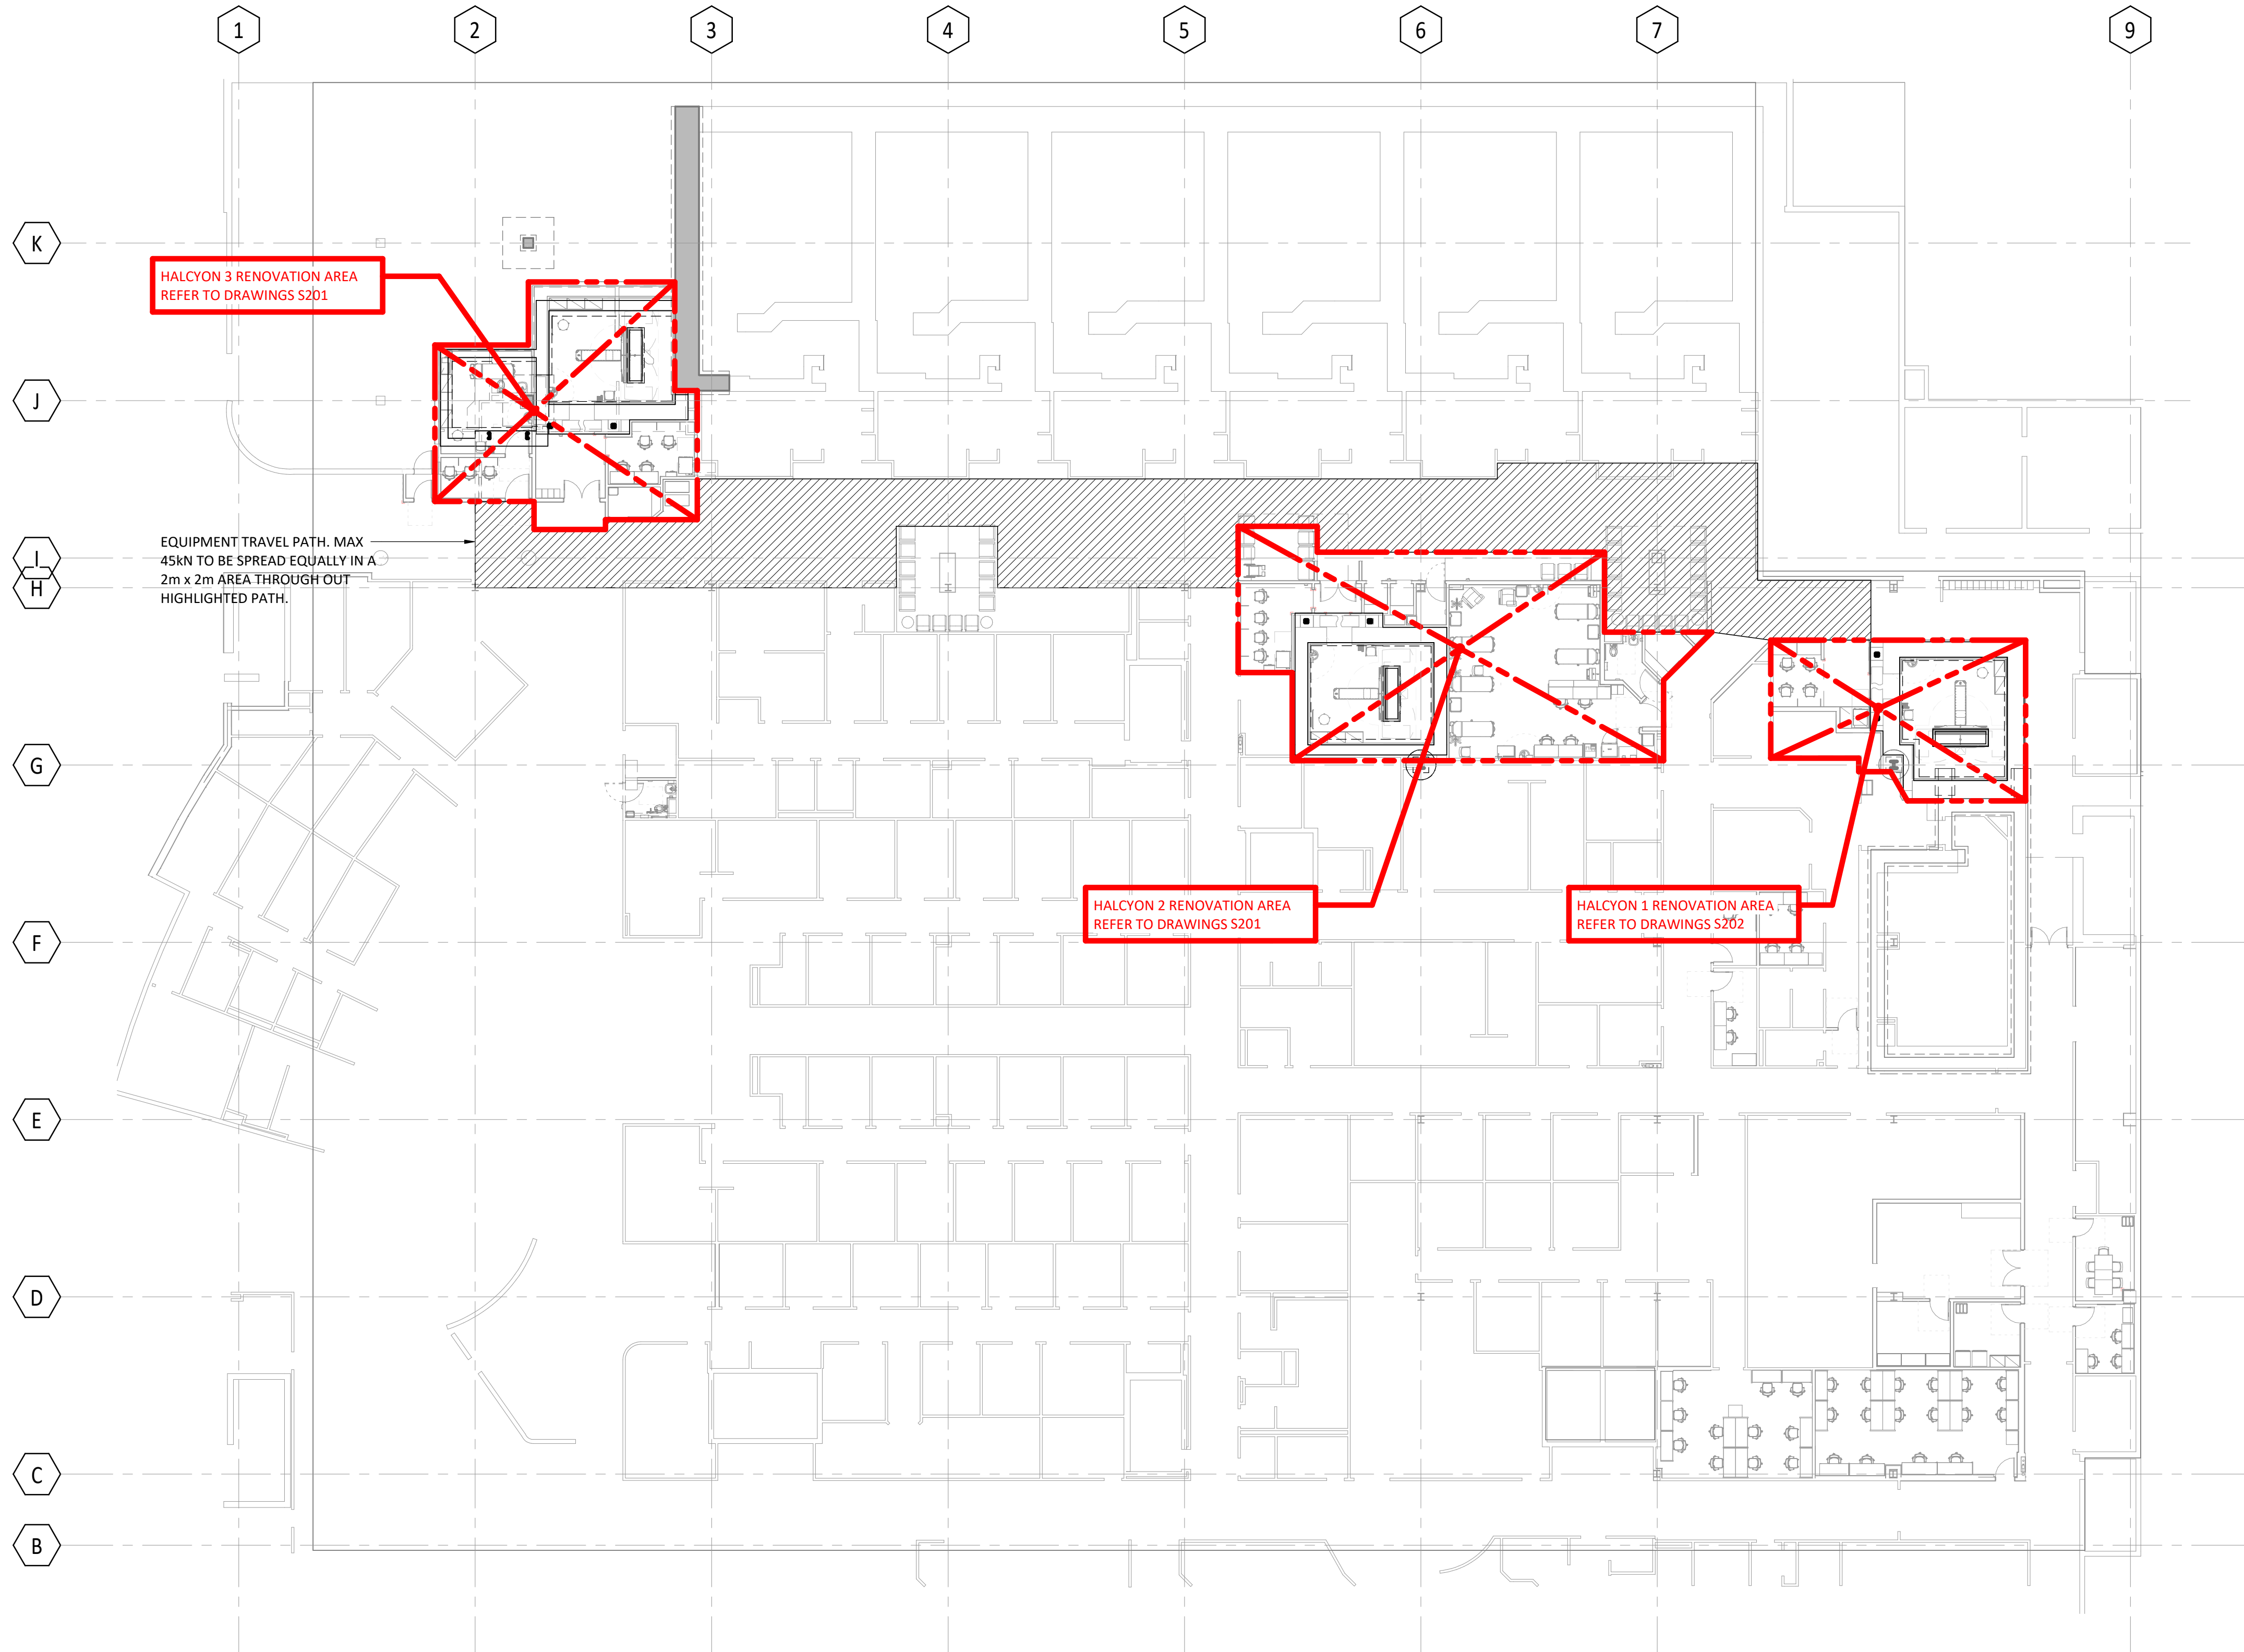 1
2
3
4
5
6
7
9
K
HALCYON 3 RENOVATION AREA
REFER TO DRAWINGS S201
J
EQUIPMENT TRAVEL PATH. MAX
45kN TO BE SPREAD EQUALLY IN A
2m x 2m AREA THROUGH OUT
HIGHLIGHTED PATH.
I
H
G
HALCYON 2 RENOVATION AREA
REFER TO DRAWINGS S201
HALCYON 1 RENOVATION AREA
REFER TO DRAWINGS S202
F
E
D
C
B